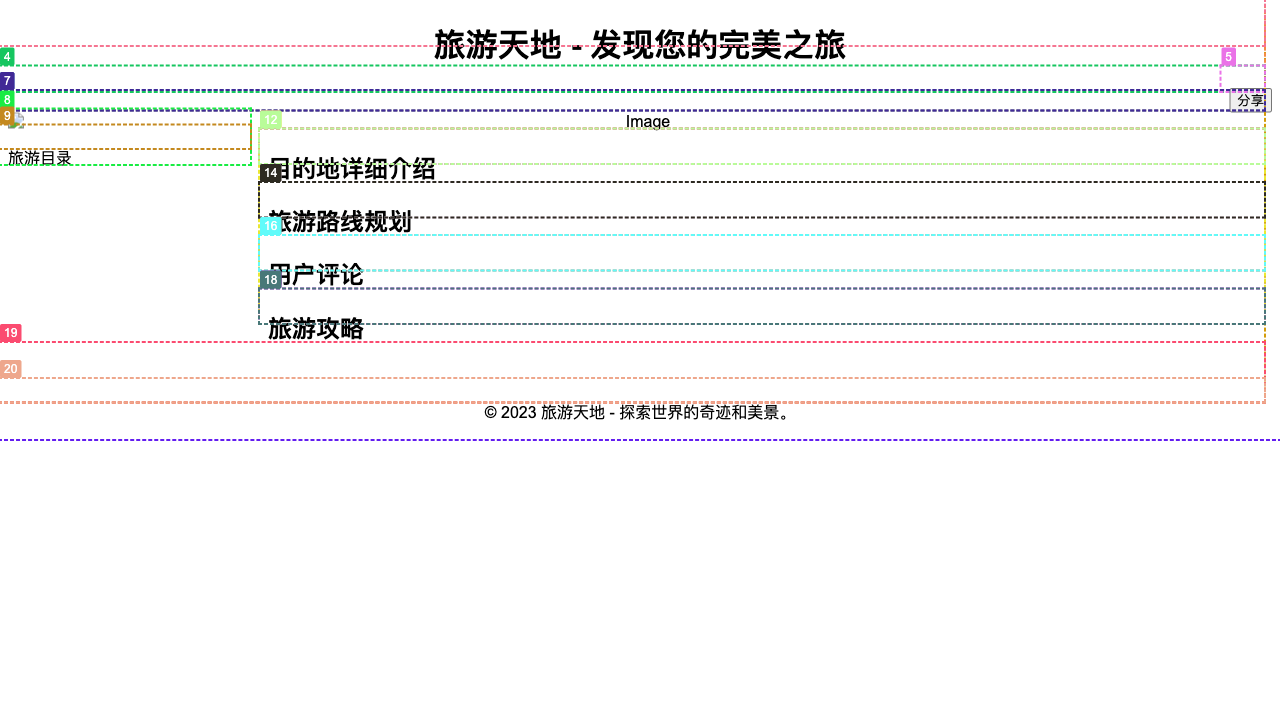 旅游天地 - 发现您的完美之旅
4
5
7
分享
8
9
12
Image
旅游目录
目的地详细介绍
14
旅游路线规划
16
用户评论
18
旅游攻略
19
20
© 2023 旅游天地 - 探索世界的奇迹和美景。